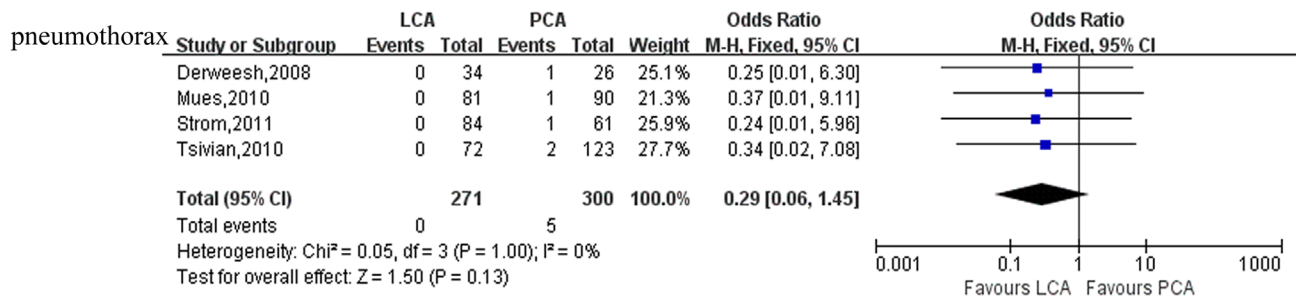 LCA PCA Odds Ratio Odds Ratio
pneumothorax Study or Subgroup Events Total Events Total Weight M-H, Fixed, 95% CI M-H, Fixed, 95% CI
Derweesh,2008 0 34 1 26 25.1% 0.25 [0.01, 6.30]
Mues,2010 0 81 1 90 21.3% 0.37 [0.01, 9.11]
Strom,2011 0 84 1 61 25.9% 0.24 [0.01, 5.96]
Tsivian,2010 0 72 2 123 27.7% 0.34 [0.02, 7.08]
Total (95% CI) 271 300 100.0% 0.29 [0.06, 1.45]
Total events 0 5
Heterogeneity: Chi² = 0.05, df = 3 (P = 1.00); I² = 0%
Test for overall effect: Z = 1.50 (P = 0.13)
0.001 0.1 1 10 1000
Favours LCA Favours PCA